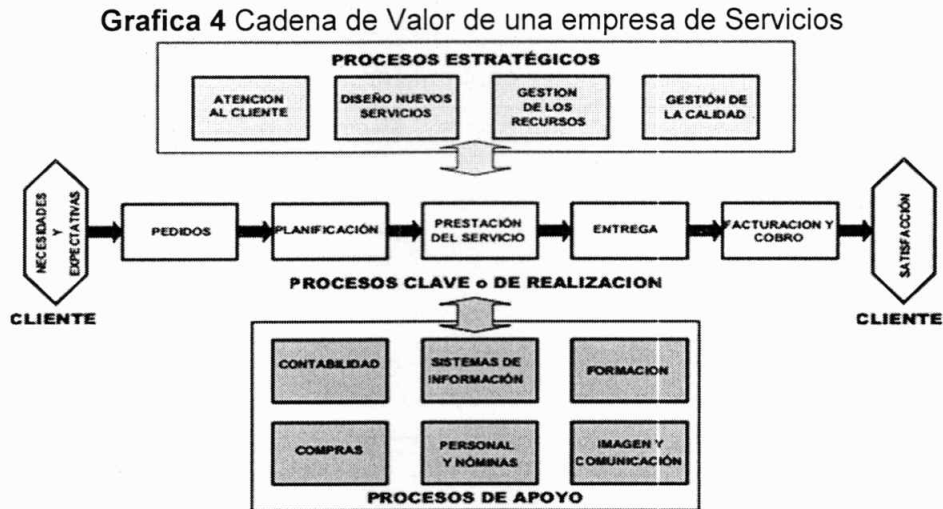 Grafica 4 Cadena de Valor de una empresa de Servicios
PROCESOS ESTRATÉGICOS
ATENCION
AL CLIENTE
DISEÑO NUEVOS
SERVICIOS
GESTION
DE LOS
RECURSOS
GESTIÓN DE
LA CALIDAD
NECESIDADES
Y
EXPECTATIVAS
PEDIDOS
PLANIFICACIÓN
PRESTACIÓN
DEL SERVICIO
ENTREGA
FACTURACION Y
COBRO
SATISFACCIÓN
PROCESOS CLAVE o DE REALIZACION
CLIENTE
CLIENTE
CONTABILIDAD
SISTEMAS DE
INFORMACIÓN
FORMACION
COMPRAS
PERSONAL
Y NÓMINAS
IMAGEN Y
COMUNICACIÓN
PROCESOS DE APOYO